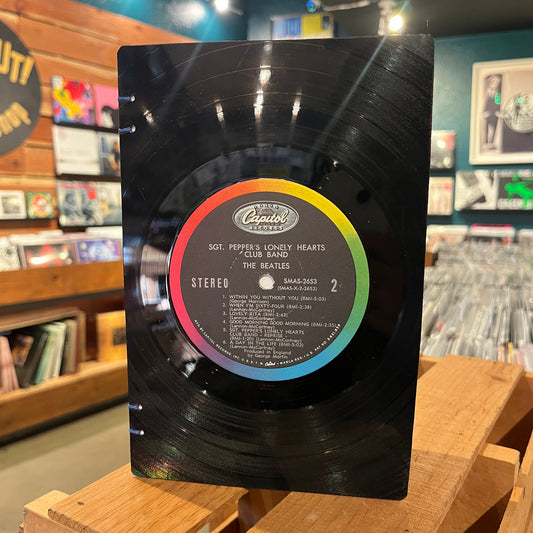 OUT!
Shop
Capitol
RECORDS
SGT. PEPPER'S LONELY HEARTS
CLUB BAND
THE BEATLES
STEREO
SMAS-2653
(SMAS-X-2-2653)
2
1. WITHIN YOU WITHOUT YOU (BMI-5:03)
(George Harrison)
2. WHEN I'M SIXTY-FOUR (BMI-2:38)
(Lennon-McCartney)
3. LOVELY RITA (BMI-2:43)
(Lennon-McCartney)
4. GOOD MORNING GOOD MORNING (BMI-2:35)
(Lennon-McCartney)
5. SGT. PEPPER'S LONELY HEARTS
CLUB BAND - REPRISE
(BMI-1:20) (Lennon-McCartney)
6. A DAY IN THE LIFE (BMI-5:03)
(Lennon-McCartney)
Produced in England
by George Martin